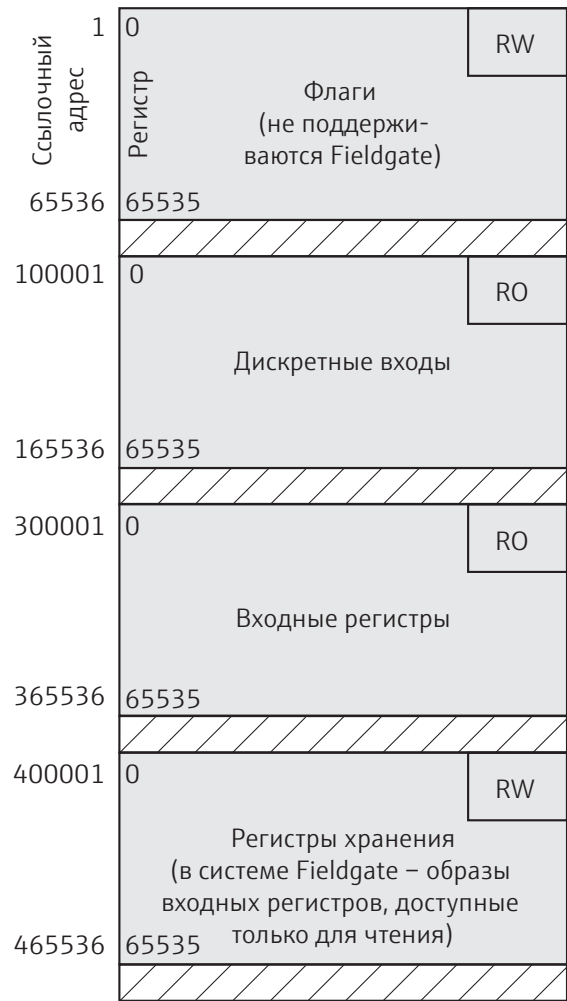 Ссылочный
адрес
Регистр
1 0 RW
Флаги
(не поддержи-
ваются Fieldgate)
65536 65535
100001 0 RO
Дискретные входы
165536 65535
300001 0 RO
Входные регистры
365536 65535
400001 0 RW
Регистры хранения
(в системе Fieldgate – образы
входных регистров, доступные
только для чтения)
465536 65535